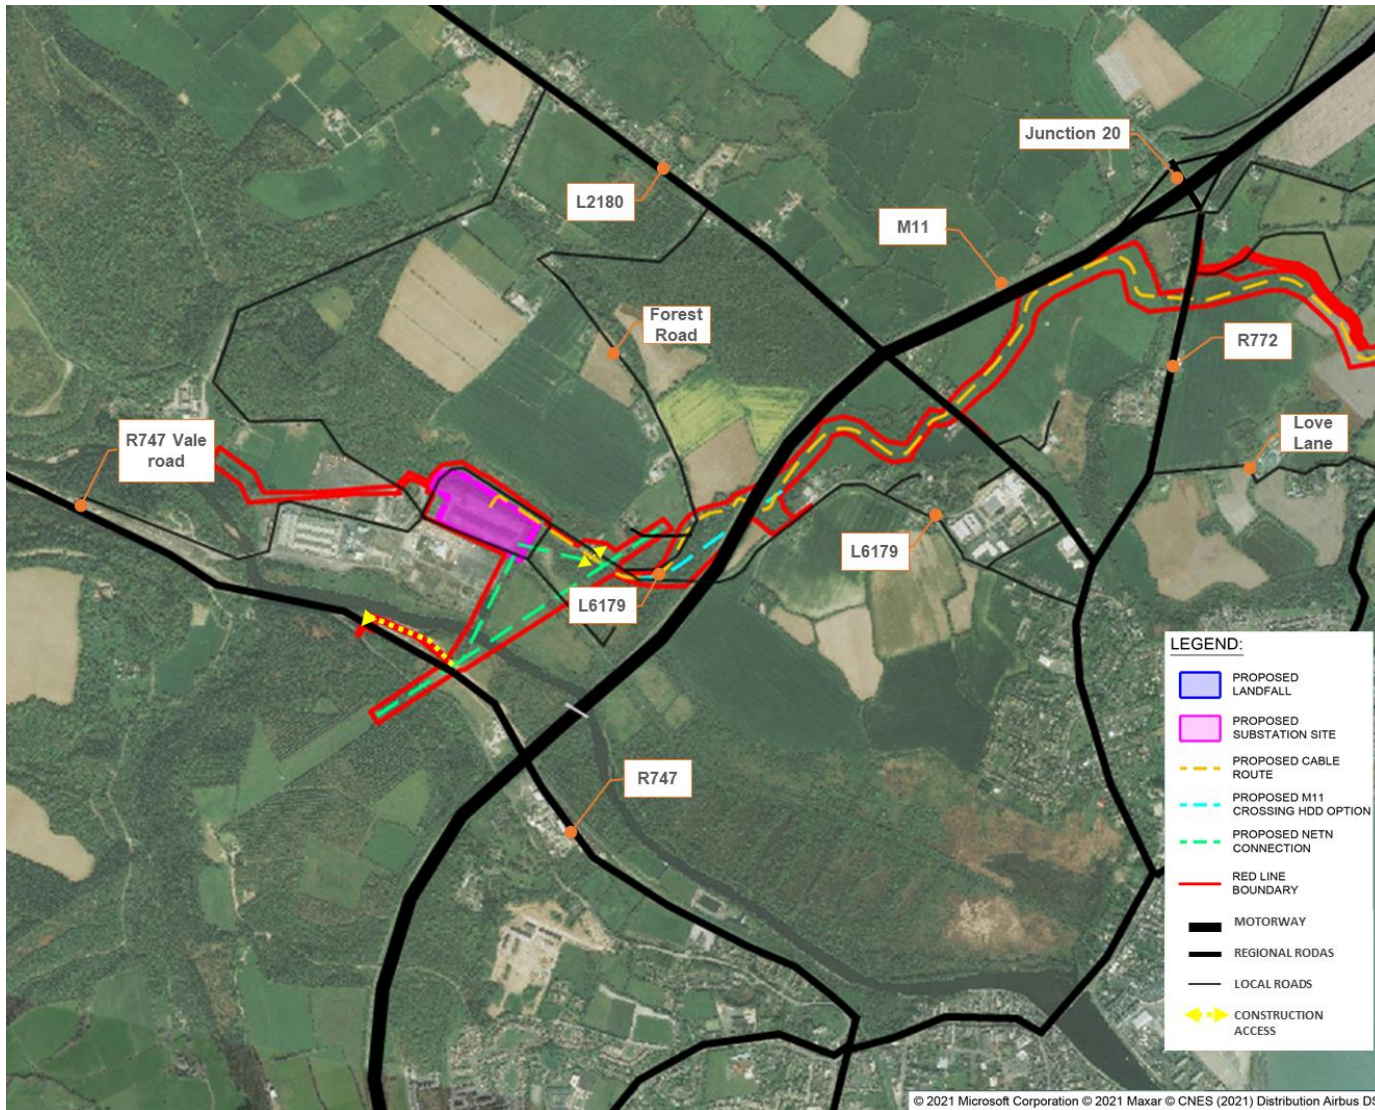 Junction 20
L2180
M11
Forest
Road
R772
R747 Vale
road
Love
Lane
L6179
L6179
R747
LEGEND:
PROPOSED
LANDFALL
PROPOSED
SUBSTATION SITE
PROPOSED CABLE
ROUTE
PROPOSED M11
CROSSING HDD OPTION
PROPOSED NETN
CONNECTION
RED LINE
BOUNDARY
MOTORWAY
REGIONAL RODAS
LOCAL ROADS
CONSTRUCTION
ACCESS
© 2021 Microsoft Corporation © 2021 Maxar © CNES (2021) Distribution Airbus DS